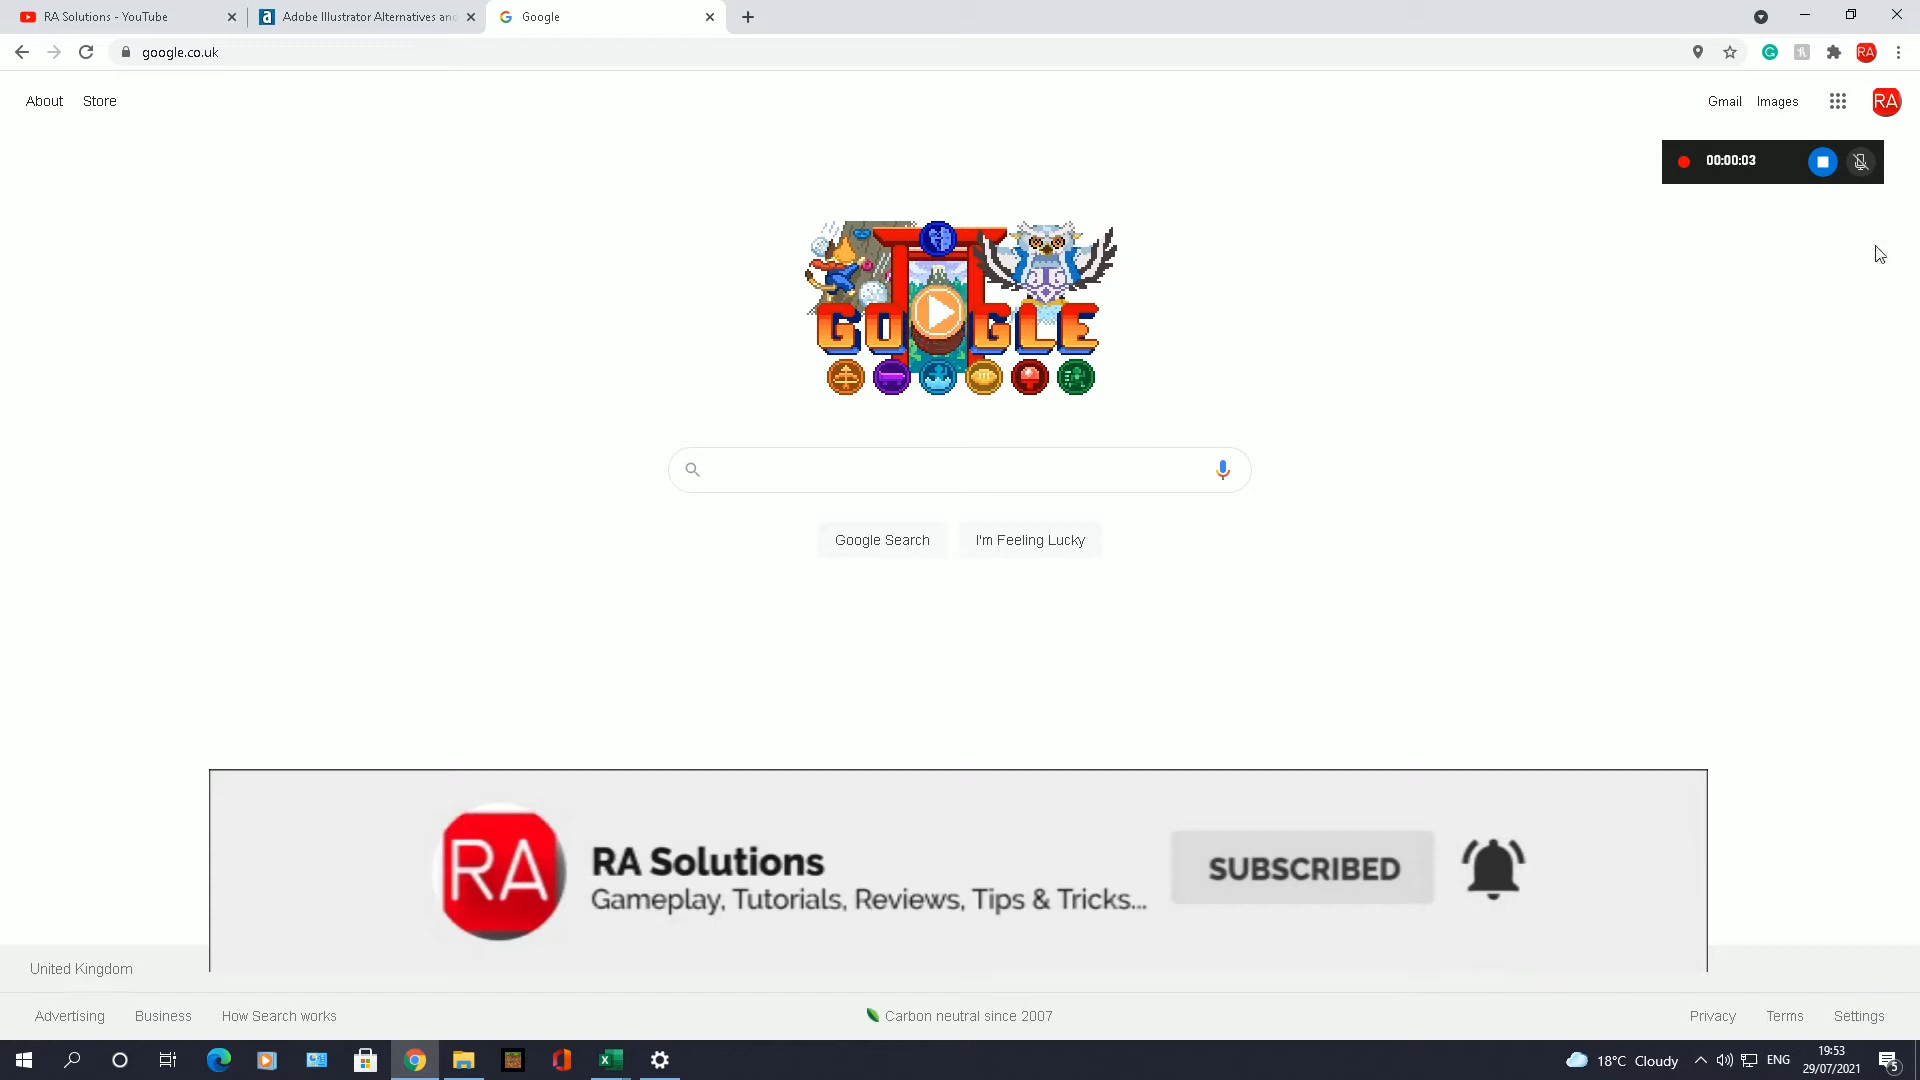 RA Solutions - YouTube
Adobe Illustrator Alternatives and
Google
google.co.uk
RA
About Store
Gmail Images
RA
00:00:03
GOOGLE
Google Search I'm Feeling Lucky
RA
RA Solutions
Gameplay, Tutorials, Reviews, Tips & Tricks...
SUBSCRIBED
United Kingdom
Advertising Business How Search works
Carbon neutral since 2007
Privacy Terms Settings
18°C Cloudy
ENG
19:53
29/07/2021
5